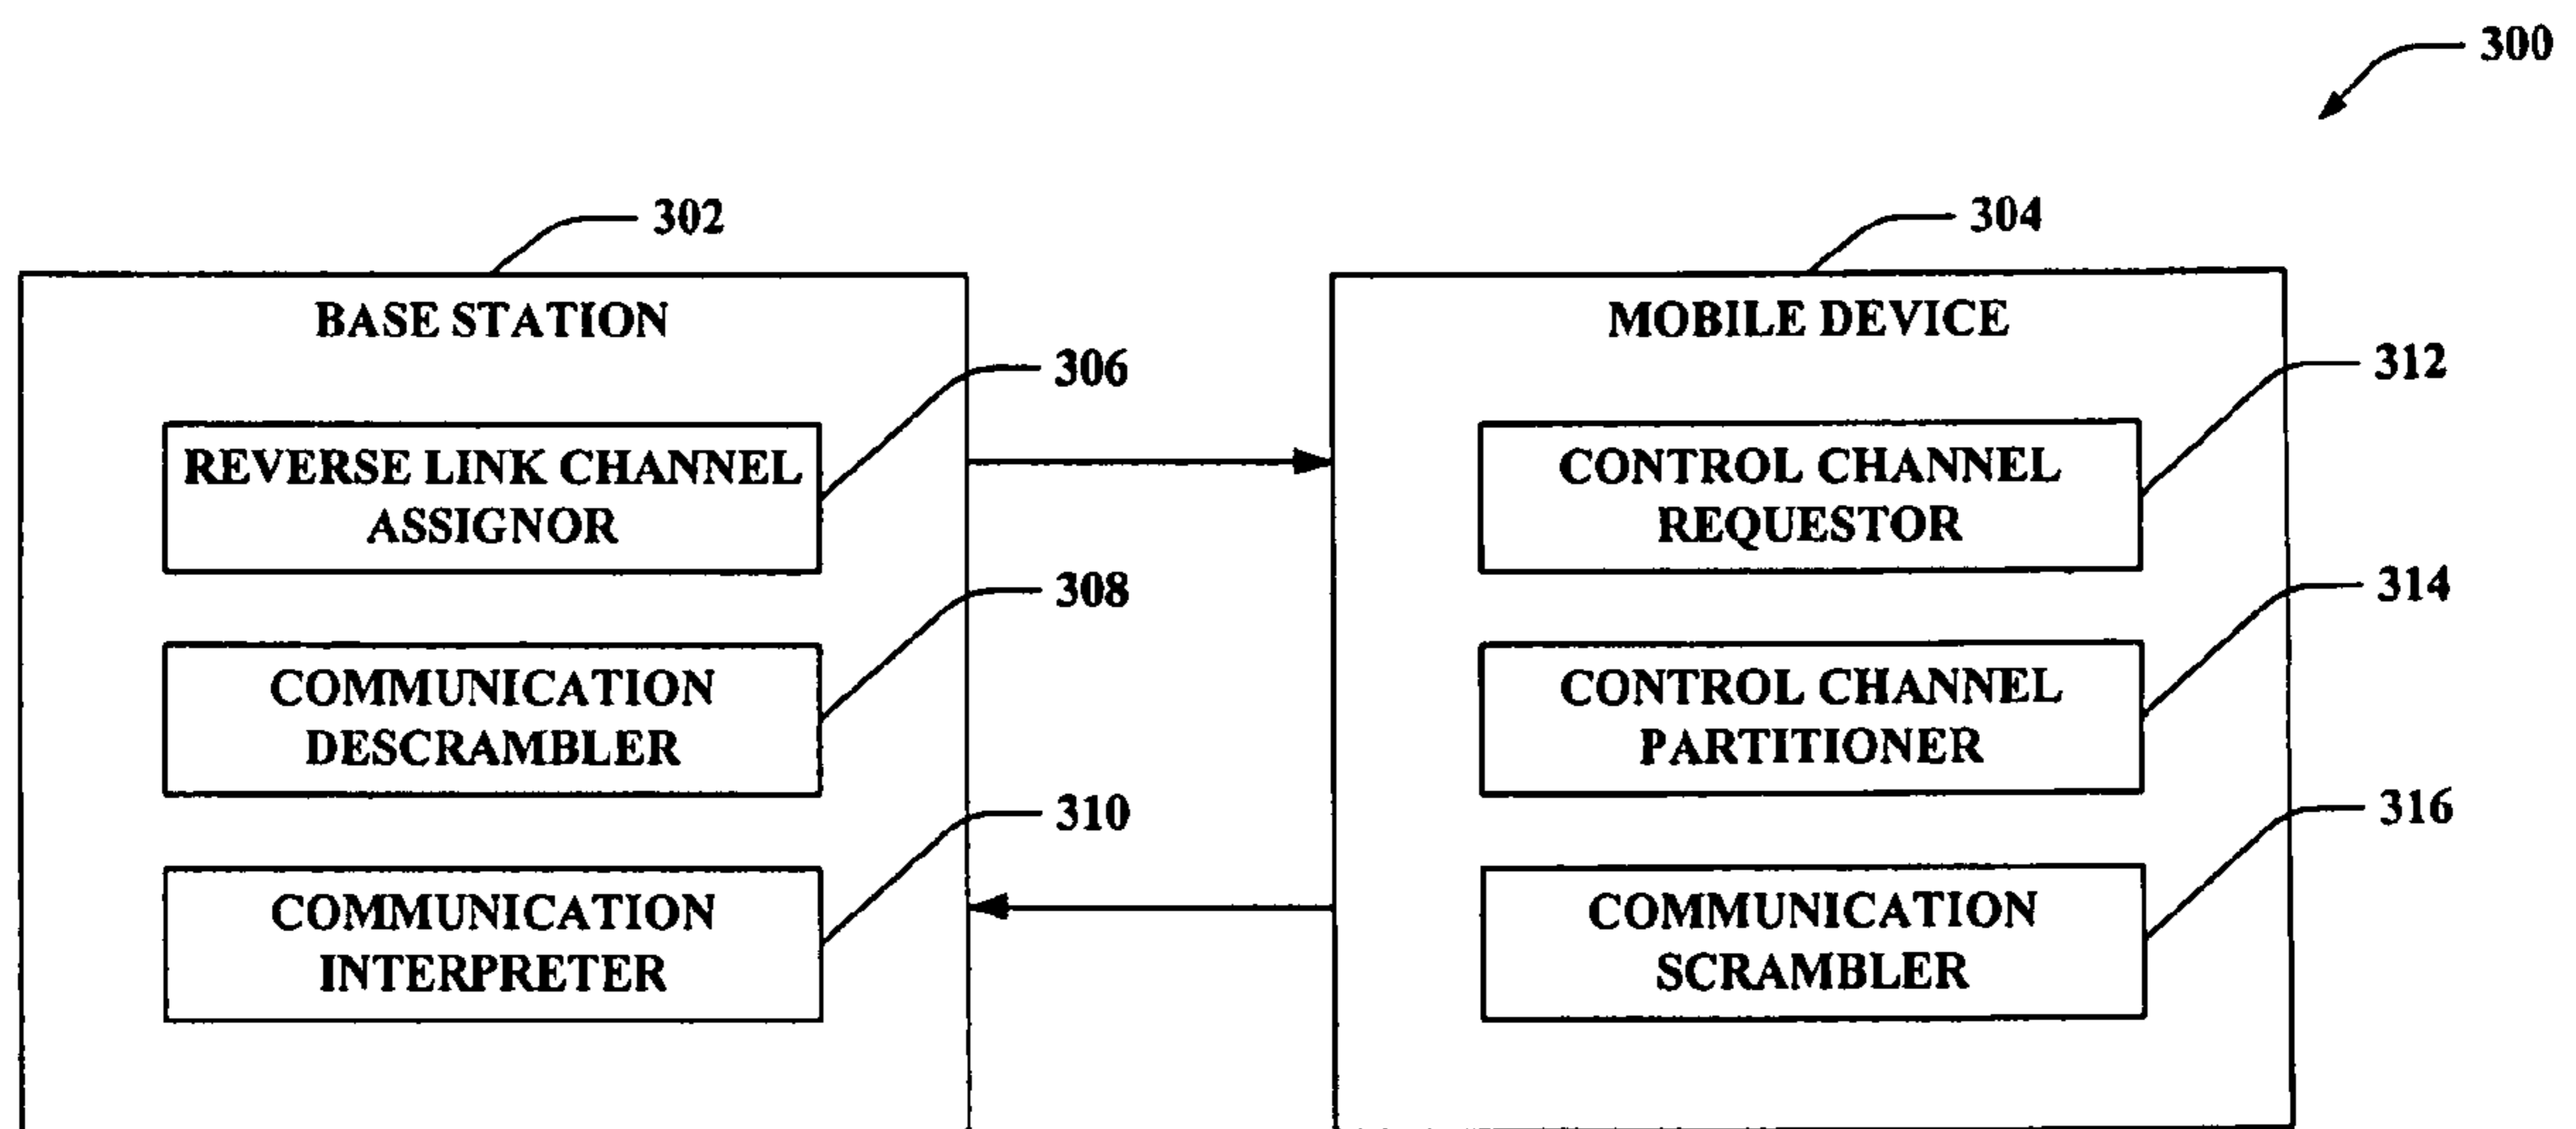 300
302
304
BASE STATION
MOBILE DEVICE
306
312
REVERSE LINK CHANNEL
ASSIGNOR
CONTROL CHANNEL
REQUESTOR
308
314
COMMUNICATION
DESCRAMBLER
CONTROL CHANNEL
PARTITIONER
310
316
COMMUNICATION
INTERPRETER
COMMUNICATION
SCRAMBLER